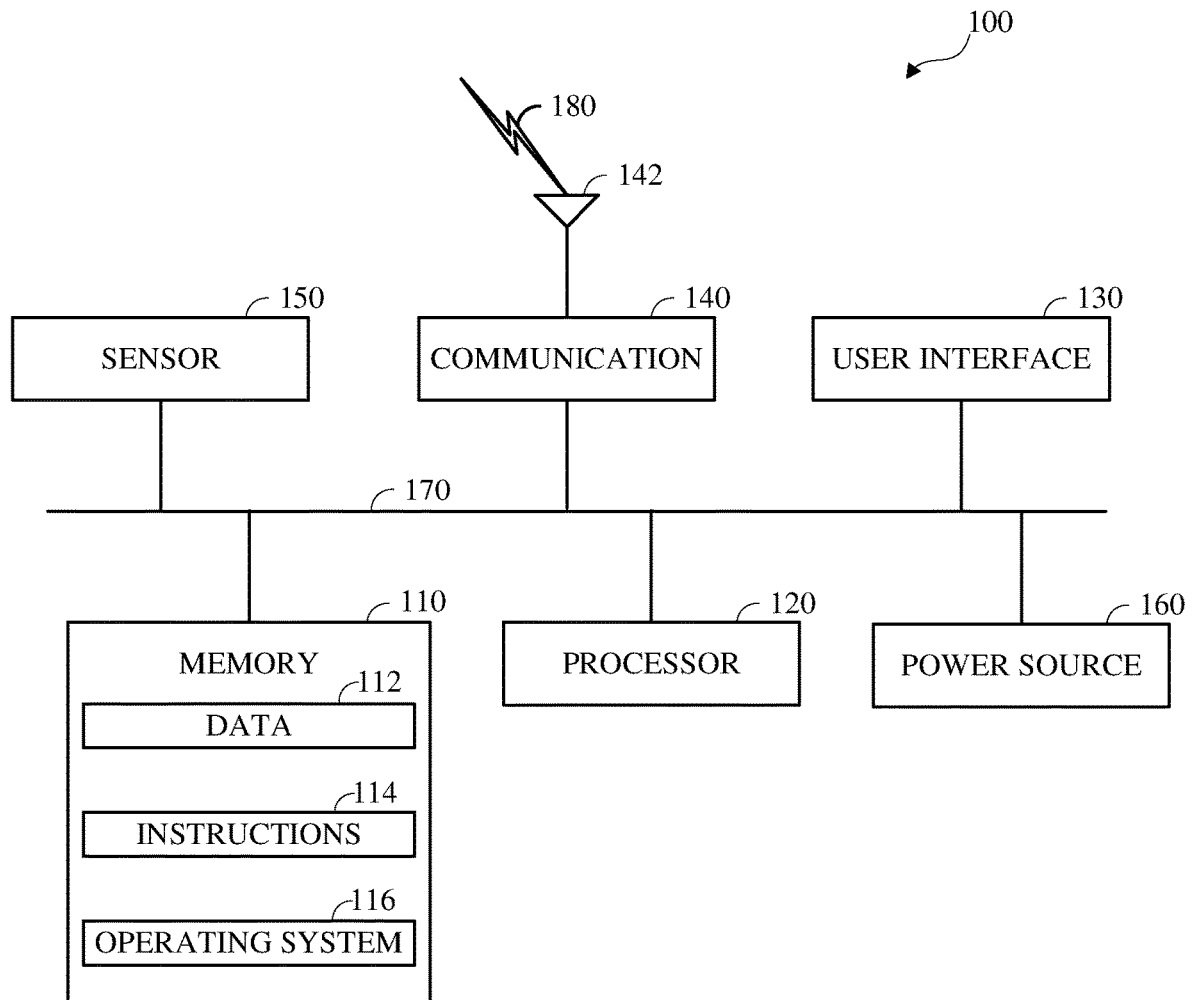 100
180
142
150
140
130
SENSOR
COMMUNICATION
USER INTERFACE
170
110
120
160
MEMORY
PROCESSOR
POWER SOURCE
112
DATA
114
INSTRUCTIONS
116
OPERATING SYSTEM